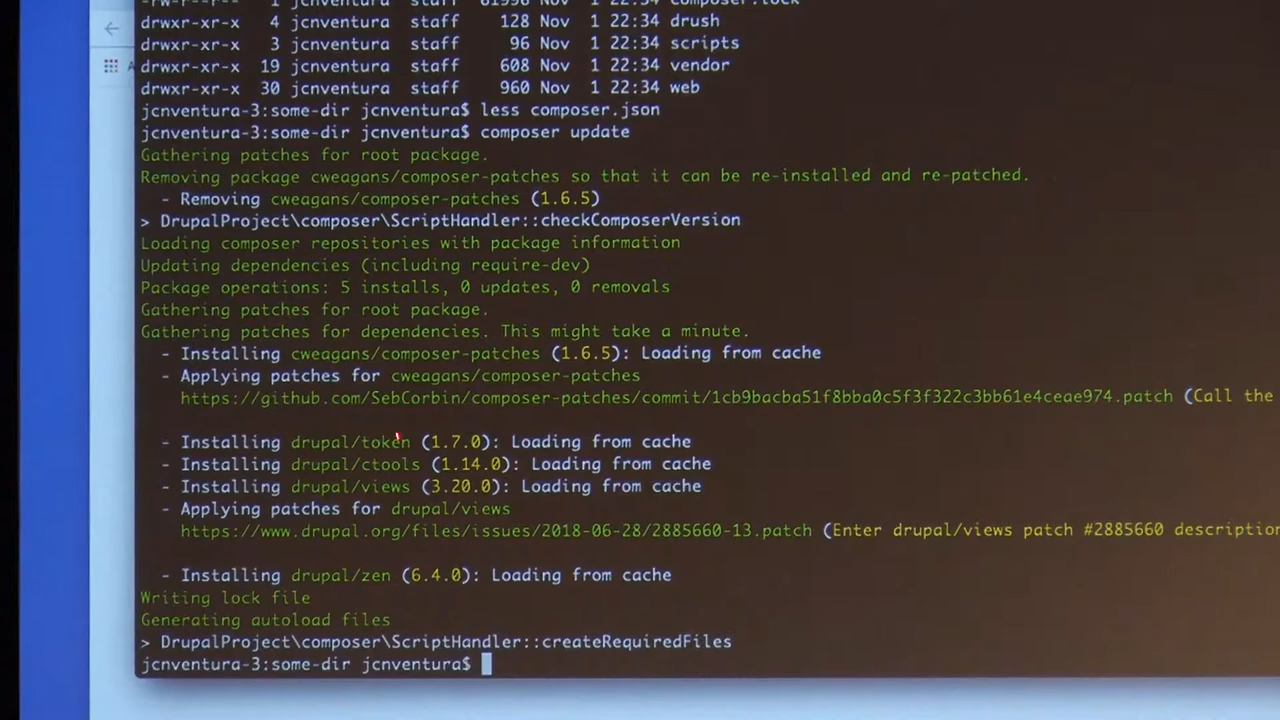 1 jcnventura staff 61996 Nov 1 22:34 composer.lock
drwxr-xr-x 4 jcnventura staff 128 Nov 1 22:34 drush
drwxr-xr-x 3 jcnventura staff 96 Nov 1 22:34 scripts
drwxr-xr-x 19 jcnventura staff 608 Nov 1 22:34 vendor
drwxr-xr-x 30 jcnventura staff 960 Nov 1 22:34 web
jcnventura-3:some-dir jcnventura$ less composer.json
jcnventura-3:some-dir jcnventura$ composer update
Gathering patches for root package.
Removing package cweagans/composer-patches so that it can be re-installed and re-patched.
- Removing cweagans/composer-patches (1.6.5)
> DrupalProject\composer\ScriptHandler::checkComposerVersion
Loading composer repositories with package information
Updating dependencies (including require-dev)
Package operations: 5 installs, 0 updates, 0 removals
Gathering patches for root package.
Gathering patches for dependencies. This might take a minute.
- Installing cweagans/composer-patches (1.6.5): Loading from cache
- Applying patches for cweagans/composer-patches
https://github.com/SebCorbin/composer-patches/commit/1cb9bacba51f8bba0c5f3f322c3bb61e4ceae974.patch (Call the
- Installing drupal/token (1.7.0): Loading from cache
- Installing drupal/ctools (1.14.0): Loading from cache
- Installing drupal/views (3.20.0): Loading from cache
- Applying patches for drupal/views
https://www.drupal.org/files/issues/2018-06-28/2885660-13.patch (Enter drupal/views patch #2885660 description
- Installing drupal/zen (6.4.0): Loading from cache
Writing lock file
Generating autoload files
> DrupalProject\composer\ScriptHandler::createRequiredFiles
jcnventura-3:some-dir jcnventura$